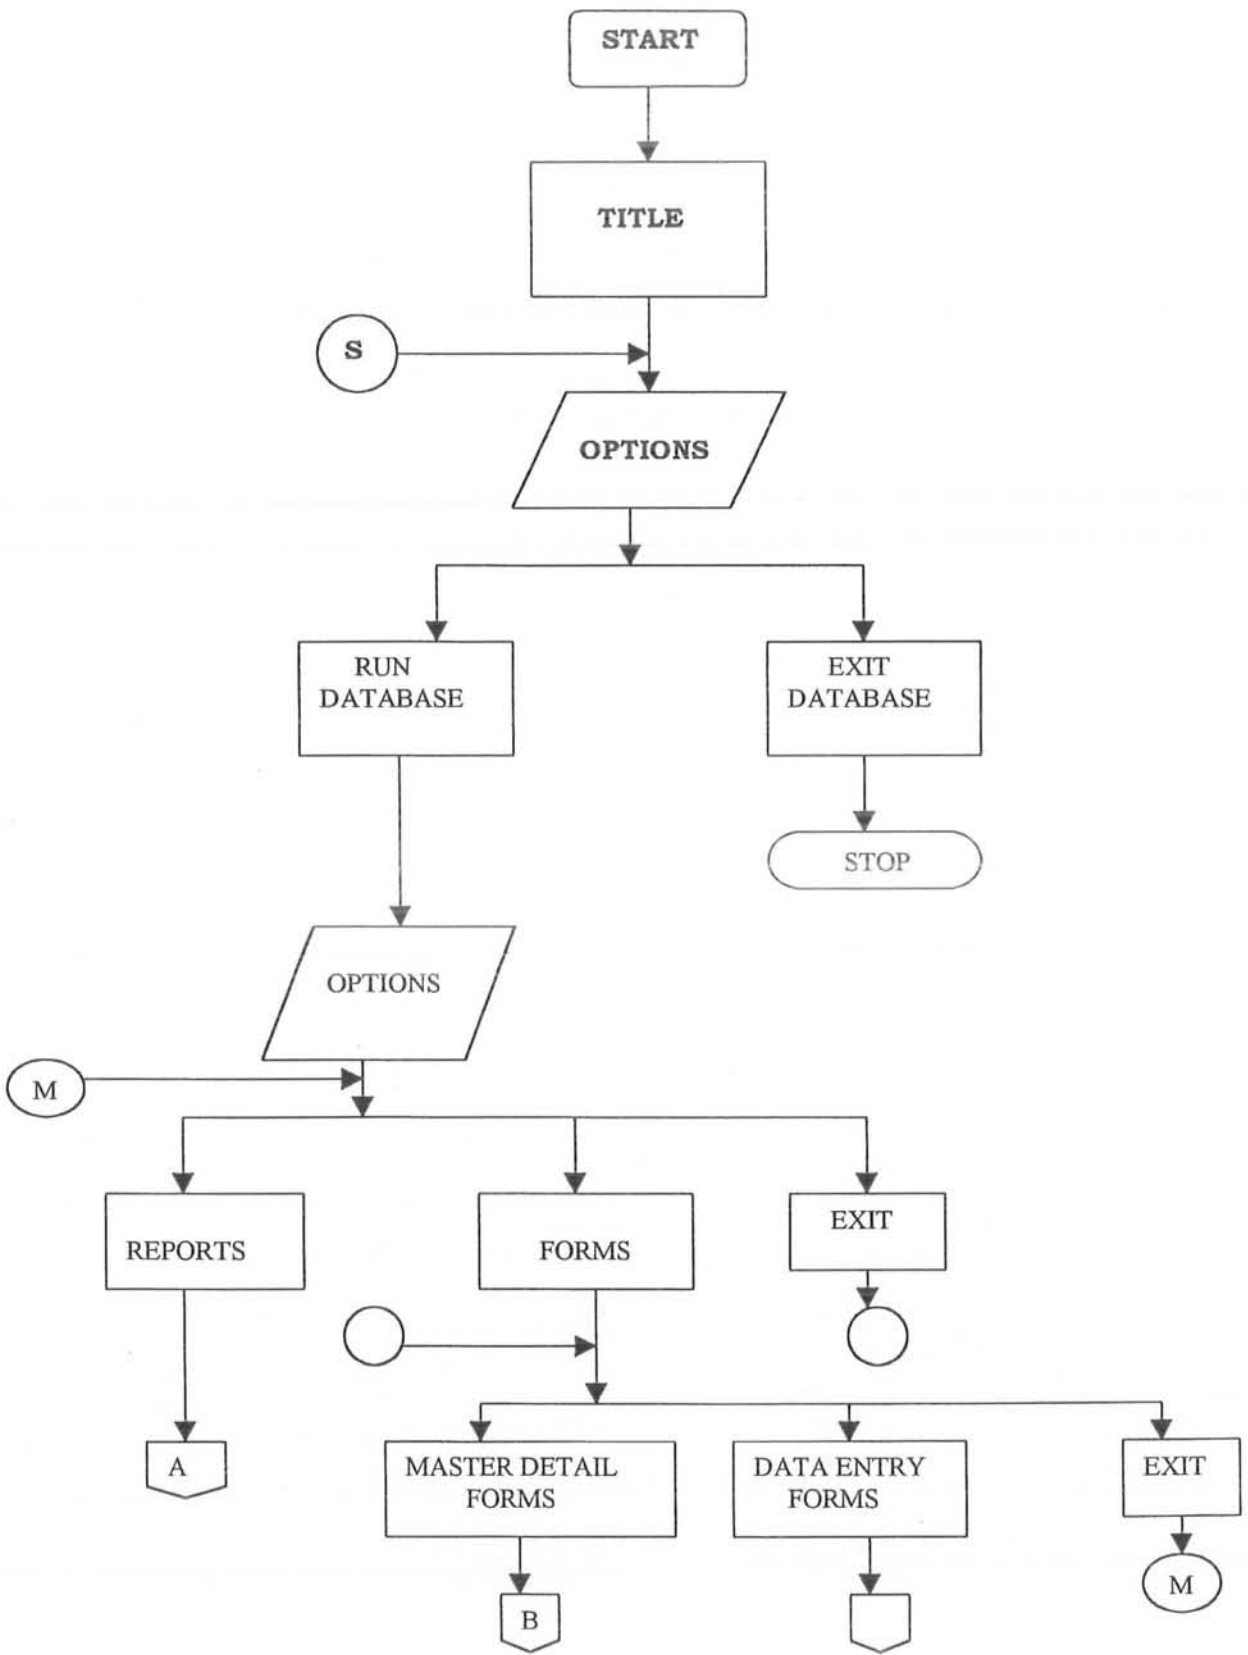 START
TITLE
S
OPTIONS
RUN
DATABASE
EXIT
DATABASE
STOP
OPTIONS
M
REPORTS
FORMS
EXIT
A
MASTER DETAIL
FORMS
DATA ENTRY
FORMS
EXIT
B
M